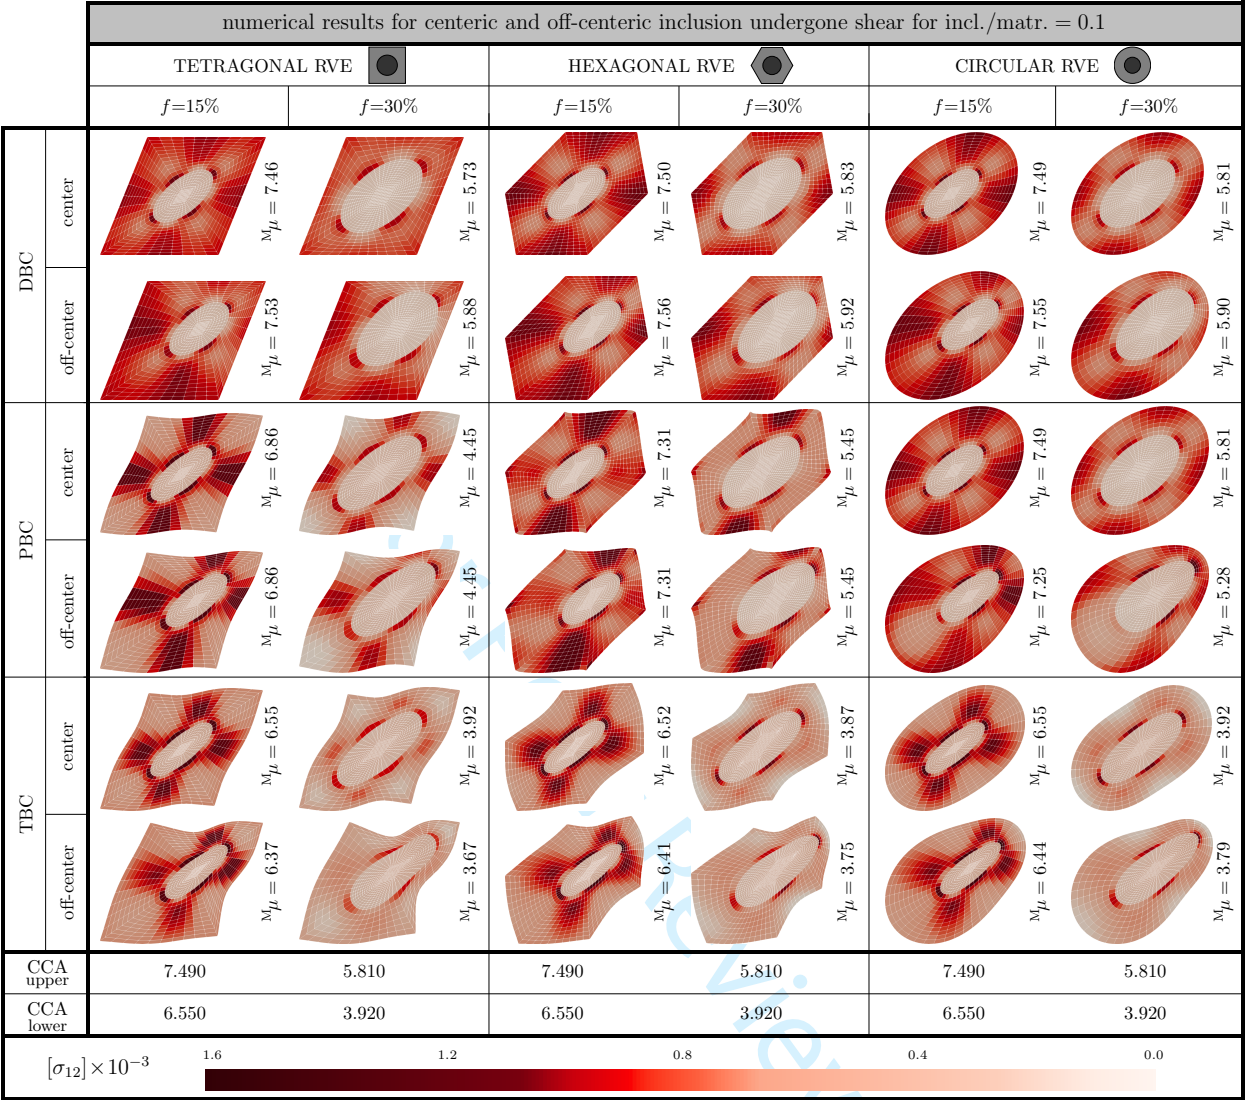 numerical results for centeric and off-centeric inclusion undergone shear for incl./matr. = 0.1
TETRAGONAL RVE HEXAGONAL RVE CIRCULAR RVE
f=15% f=30% f=15% f=30% f=15% f=30%
DBC
center
ᴹμ = 7.46 ᴹμ = 5.73 ᴹμ = 7.50 ᴹμ = 5.83 ᴹμ = 7.49 ᴹμ = 5.81
off-center
ᴹμ = 7.53 ᴹμ = 5.88 ᴹμ = 7.56 ᴹμ = 5.92 ᴹμ = 7.55 ᴹμ = 5.90
PBC
center
ᴹμ = 6.86 ᴹμ = 4.45 ᴹμ = 7.31 ᴹμ = 5.45 ᴹμ = 7.49 ᴹμ = 5.81
off-center
ᴹμ = 6.86 ᴹμ = 4.45 ᴹμ = 7.31 ᴹμ = 5.45 ᴹμ = 7.25 ᴹμ = 5.28
TBC
center
ᴹμ = 6.55 ᴹμ = 3.92 ᴹμ = 6.52 ᴹμ = 3.87 ᴹμ = 6.55 ᴹμ = 3.92
off-center
ᴹμ = 6.37 ᴹμ = 3.67 ᴹμ = 6.41 ᴹμ = 3.75 ᴹμ = 6.44 ᴹμ = 3.79
CCA
upper
7.490 5.810 7.490 5.810 7.490 5.810
CCA
lower
6.550 3.920 6.550 3.920 6.550 3.920
[σ₁₂]×10⁻³
1.6 1.2 0.8 0.4 0.0